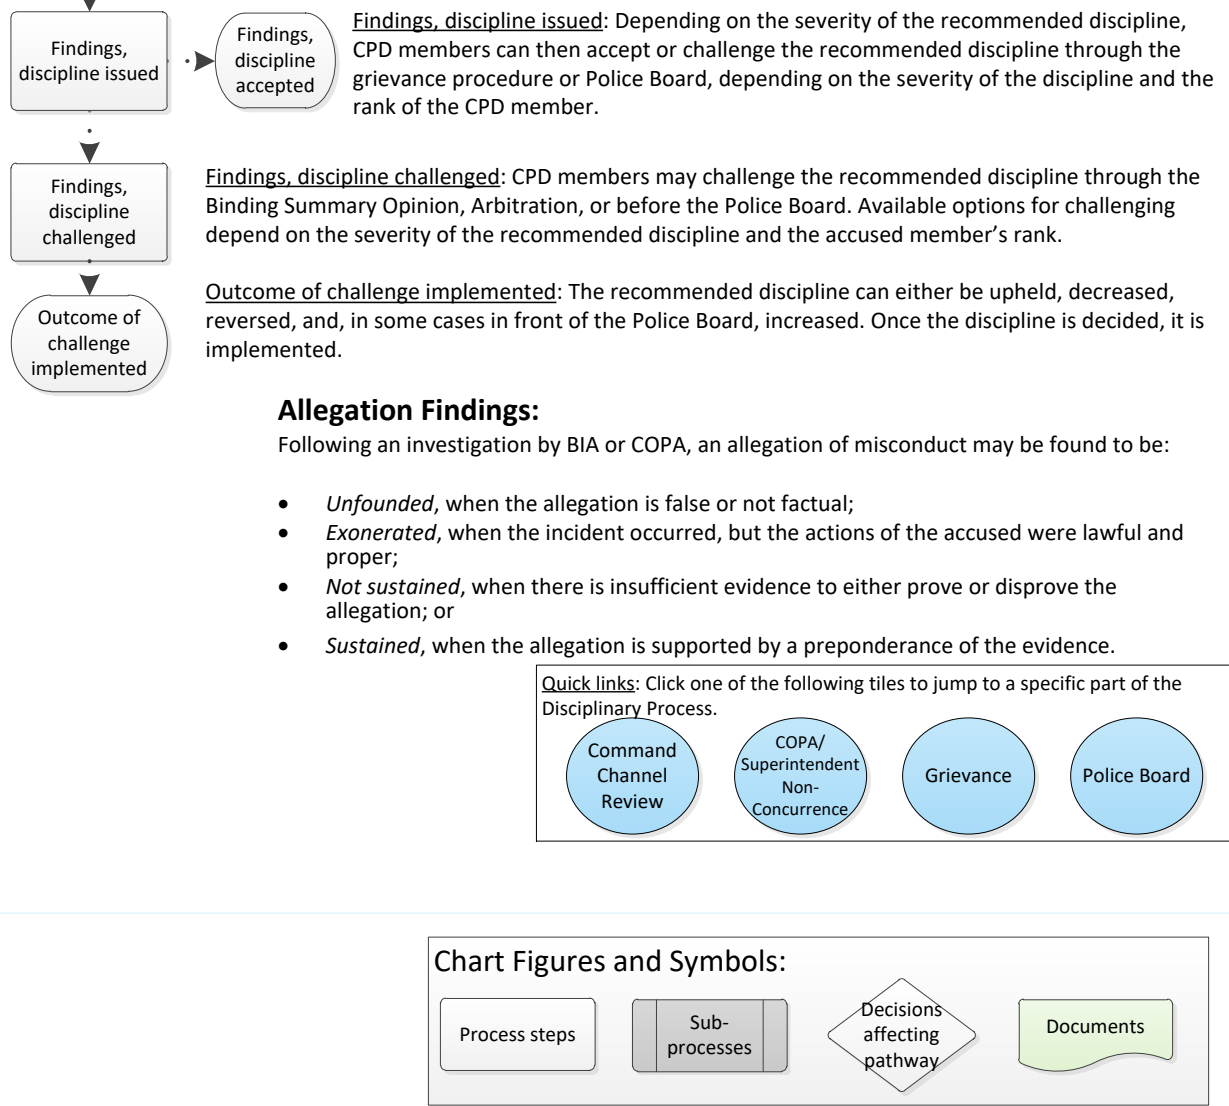 Findings,
discipline issued
Findings,
discipline
accepted
Findings, discipline issued: Depending on the severity of the recommended discipline,
CPD members can then accept or challenge the recommended discipline through the
grievance procedure or Police Board, depending on the severity of the discipline and the
rank of the CPD member.
Findings,
discipline
challenged
Findings, discipline challenged: CPD members may challenge the recommended discipline through the
Binding Summary Opinion, Arbitration, or before the Police Board. Available options for challenging
depend on the severity of the recommended discipline and the accused member’s rank.
Outcome of
challenge
implemented
Outcome of challenge implemented: The recommended discipline can either be upheld, decreased,
reversed, and, in some cases in front of the Police Board, increased. Once the discipline is decided, it is
implemented.
Allegation Findings:
Following an investigation by BIA or COPA, an allegation of misconduct may be found to be:
• Unfounded, when the allegation is false or not factual;
• Exonerated, when the incident occurred, but the actions of the accused were lawful and
proper;
• Not sustained, when there is insufficient evidence to either prove or disprove the
allegation; or
• Sustained, when the allegation is supported by a preponderance of the evidence.
Quick links: Click one of the following tiles to jump to a specific part of the
Disciplinary Process.
Command
Channel
Review
COPA/
Superintendent
Non-
Concurrence
Grievance
Police Board
Chart Figures and Symbols:
Process steps
Sub-
processes
Decisions
affecting
pathway
Documents